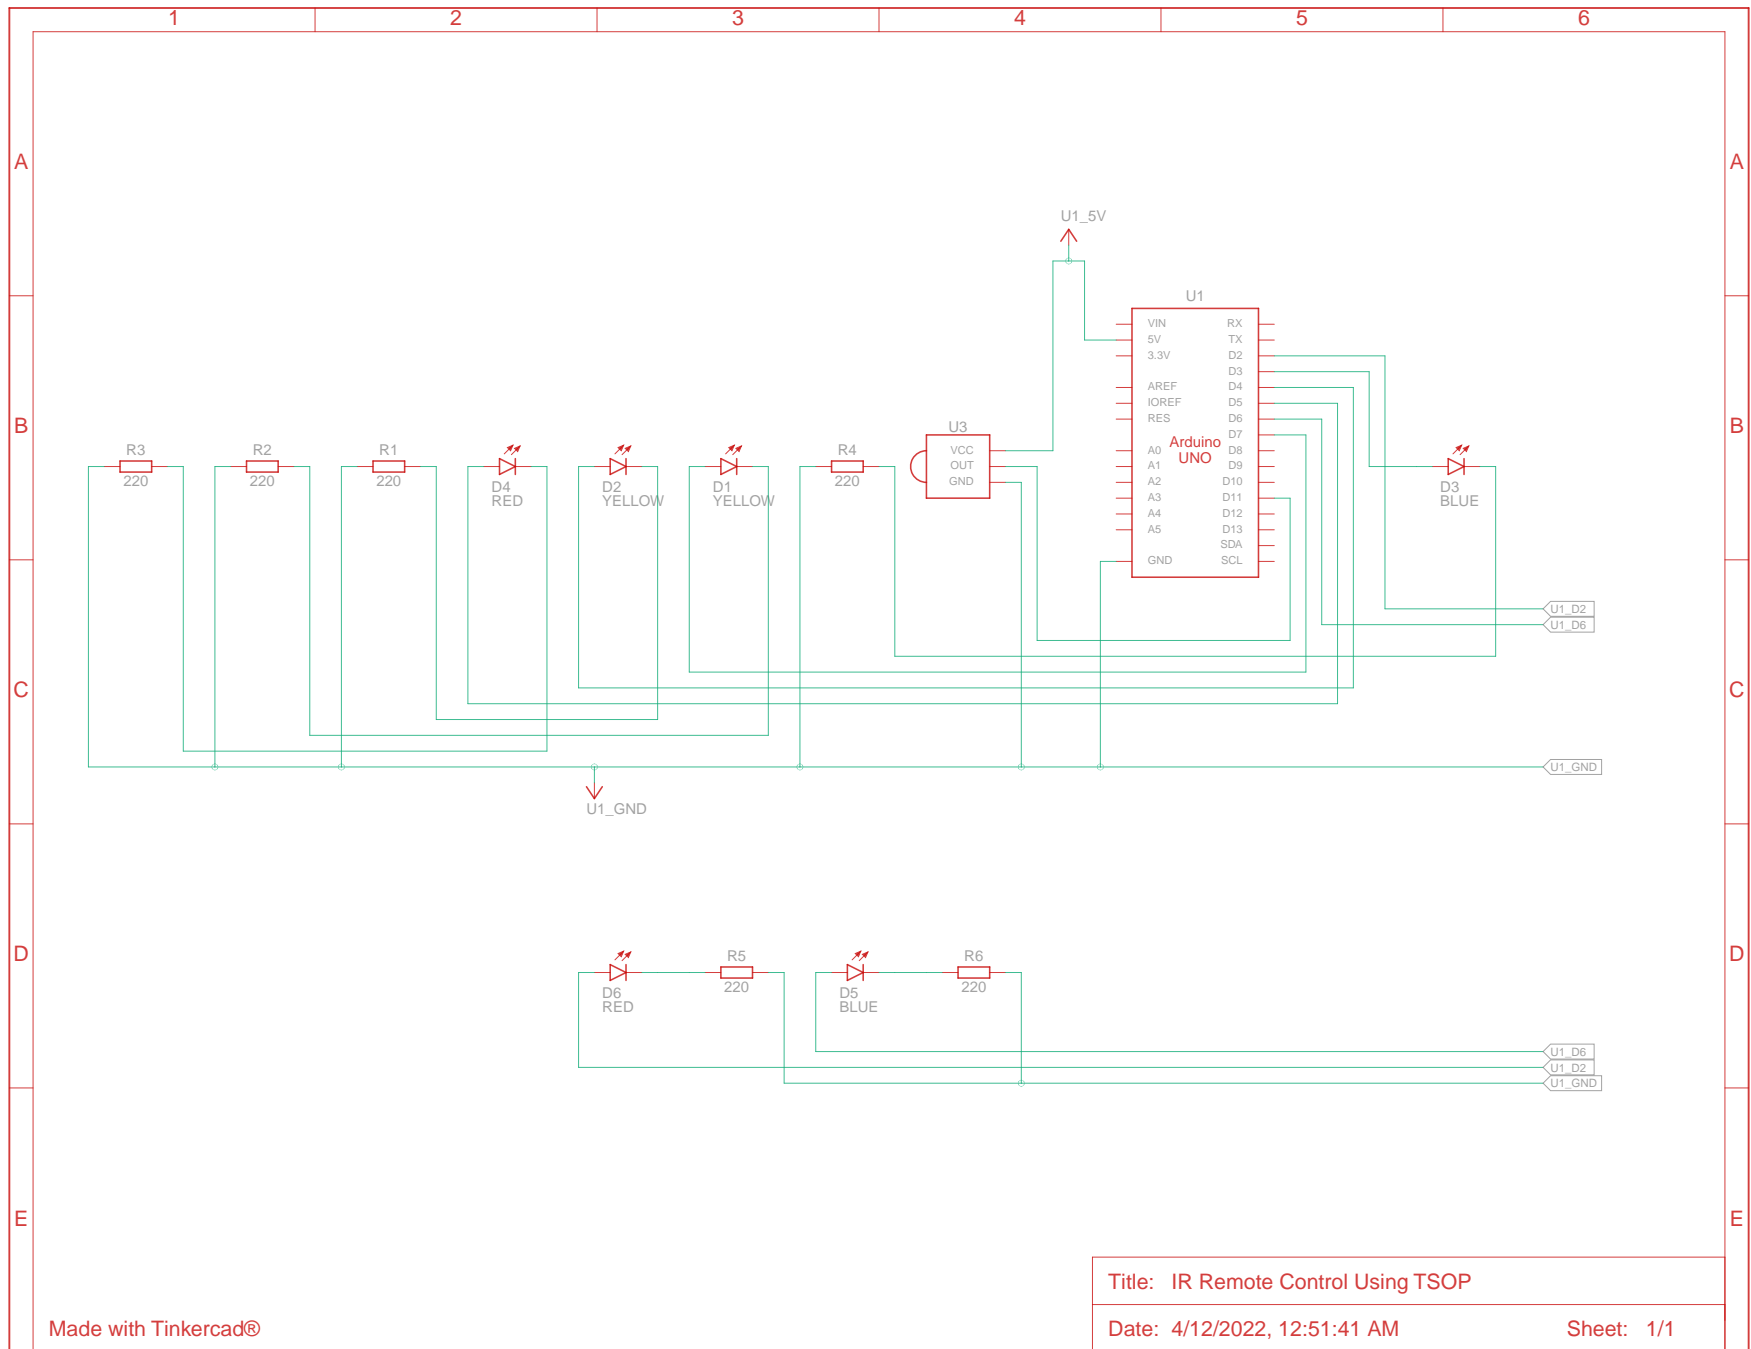 1 2 3 4 5 6
A A
U1_5V
U1
VIN RX
5V TX
3.3V D2
D3
AREF D4
IOREF D5
RES D6
D7
Arduino
UNO
A0 D8
A1 D9
A2 D10
A3 D11
A4 D12
A5 D13
SDA
GND SCL
B B
R3
220
R2
220
R1
220
D4
RED
D2
YELLOW
D1
YELLOW
R4
220
U3
VCC
OUT
GND
D3
BLUE
U1_D2
U1_D6
C C
U1_GND
U1_GND
D D
D6
RED
R5
220
D5
BLUE
R6
220
U1_D6
U1_D2
U1_GND
E E
Title: IR Remote Control Using TSOP
Made with Tinkercad®
Date: 4/12/2022, 12:51:41 AM Sheet: 1/1